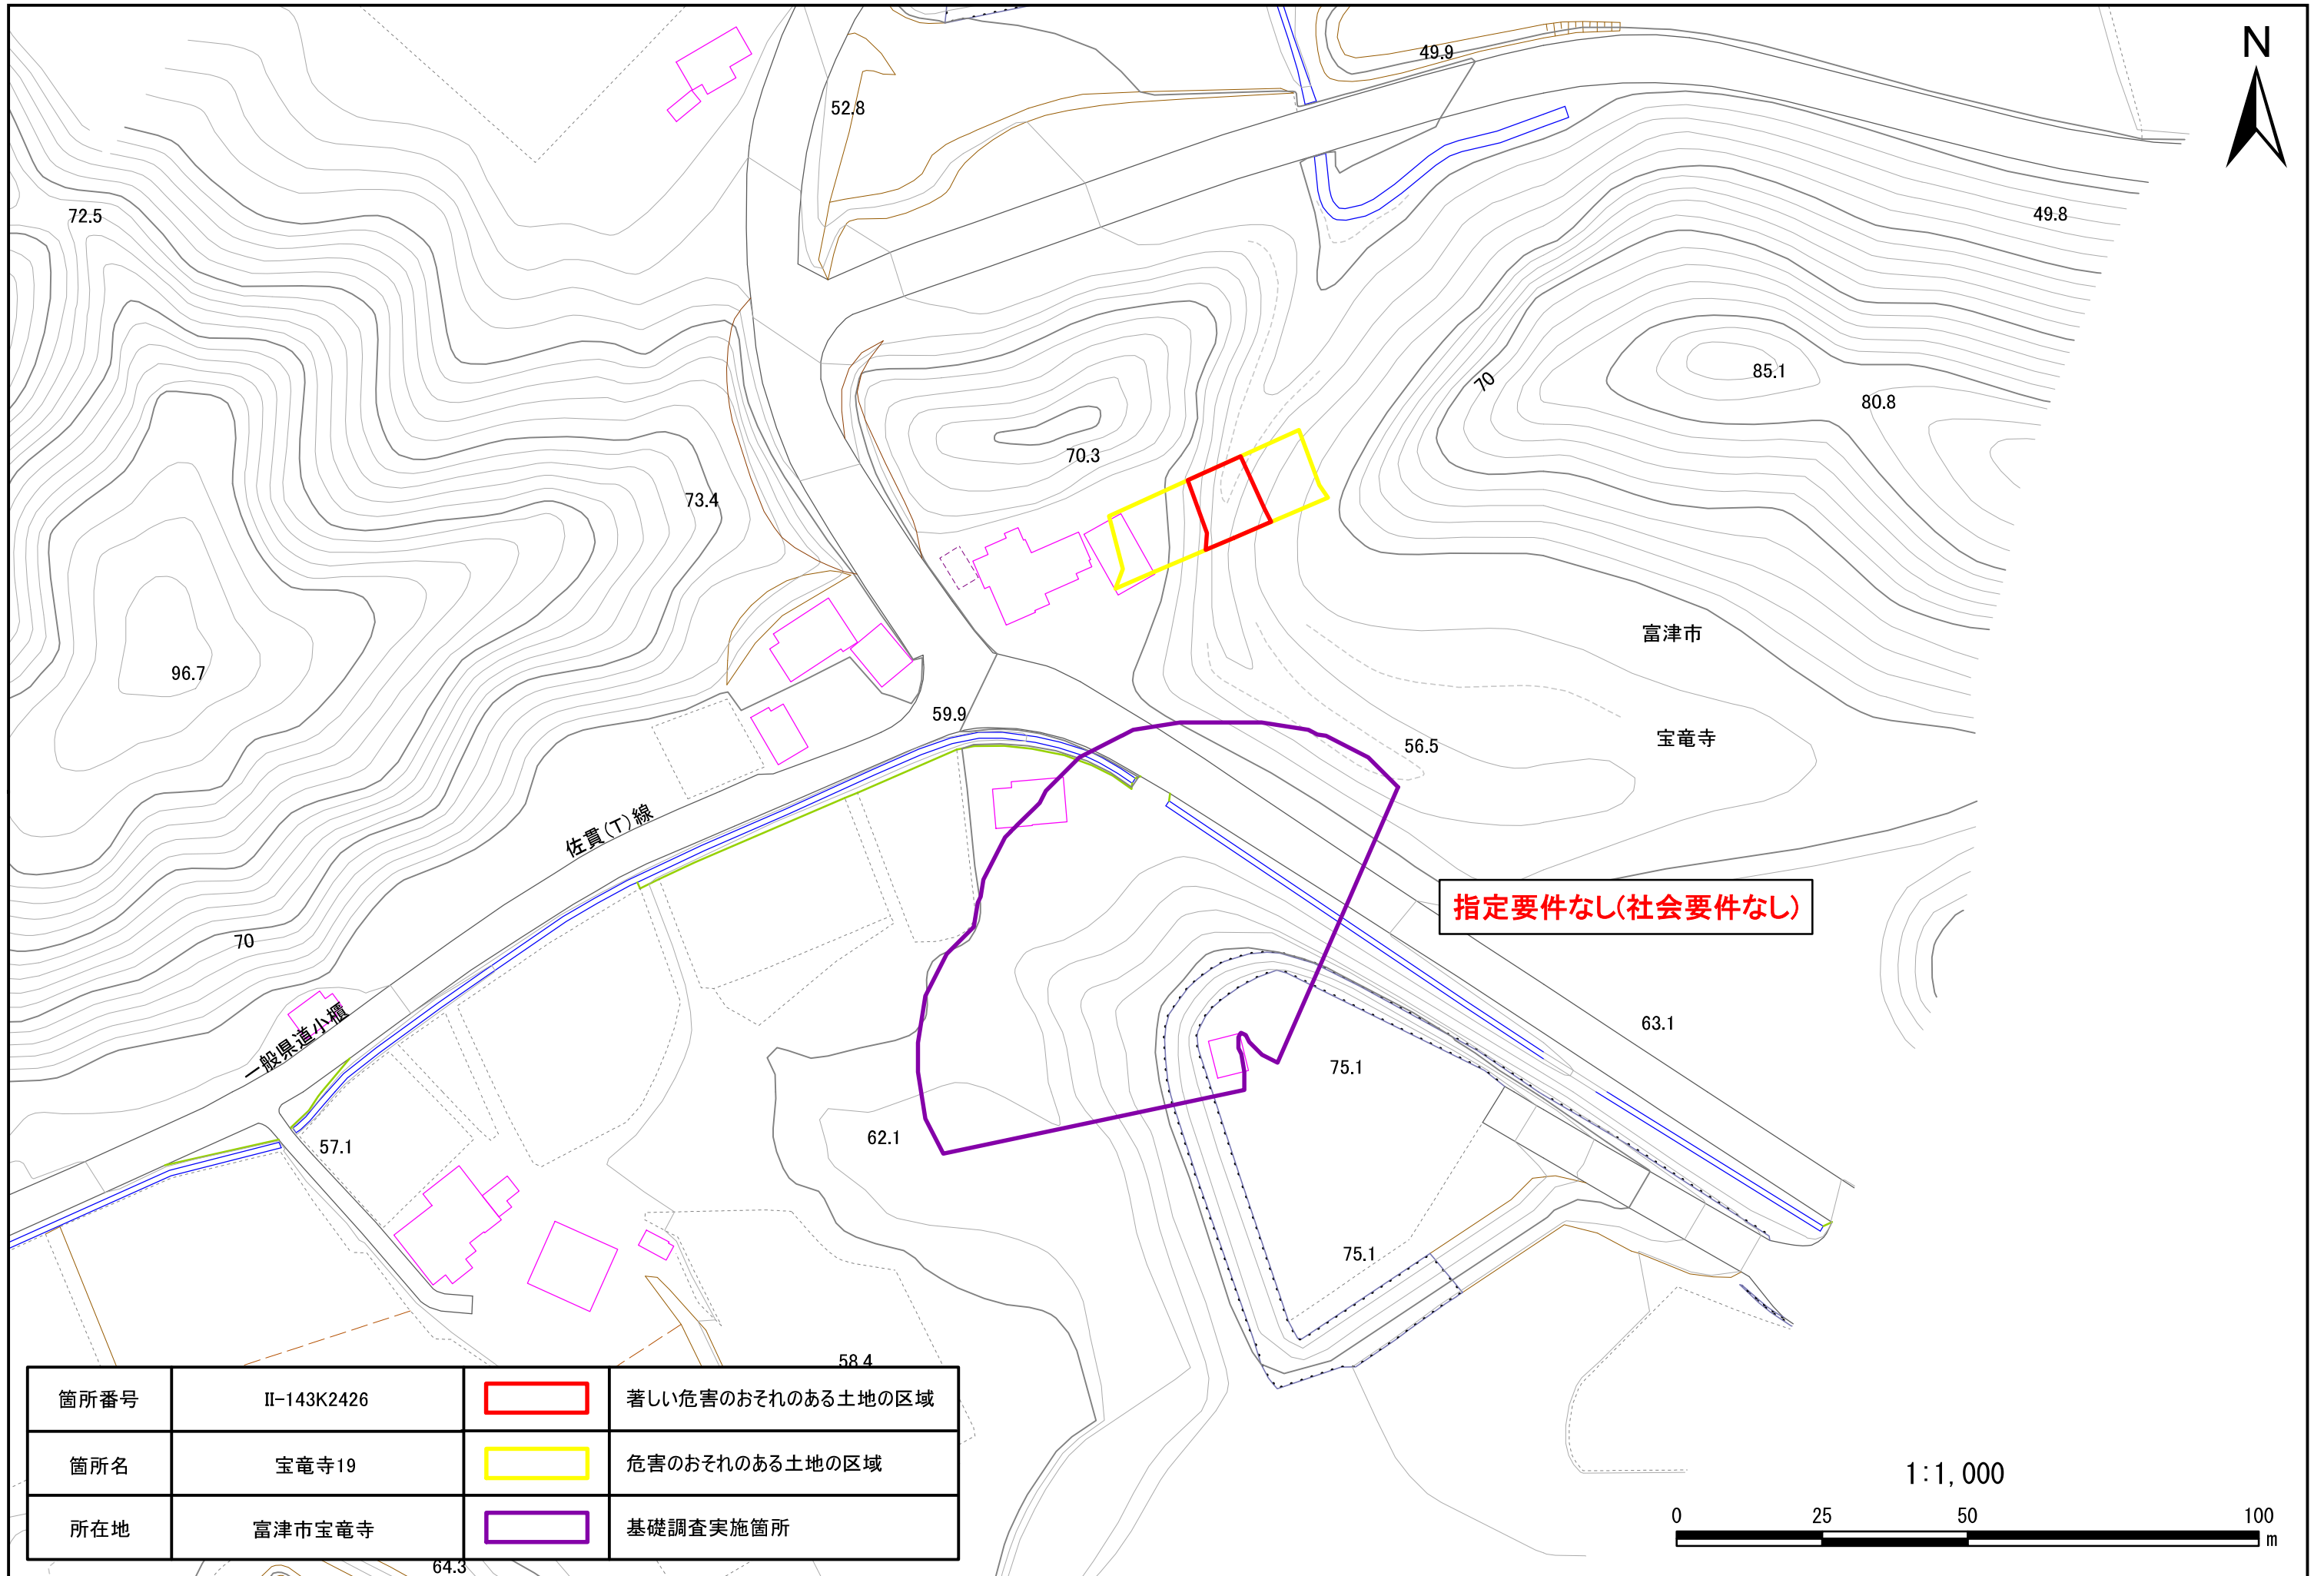 49.9
N
52.8
72.5
49.8
85.1
70
80.8
70.3
73.4
富津市
96.7
59.9
宝竜寺
56.5
佐貫(T)線
指定要件なし(社会要件なし)
70
一般県道小櫃
63.1
75.1
62.1
57.1
75.1
58.4
箇所番号 II-143K2426 著しい危害のおそれのある土地の区域
箇所名 宝竜寺19 危害のおそれのある土地の区域
所在地 富津市宝竜寺 基礎調査実施箇所
64.3
1:1,000
0 25 50 100
m